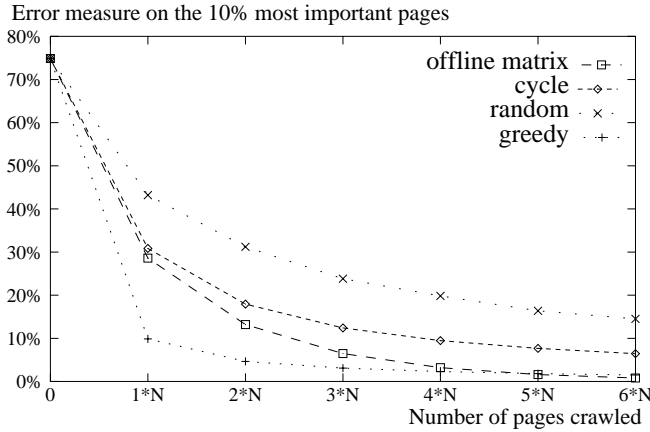 Error measure on the 10% most important pages
80%
70%
60%
50%
40%
30%
20%
10%
0%
offline matrix
cycle
random
greedy
0 1*N 2*N 3*N 4*N 5*N 6*N
Number of pages crawled